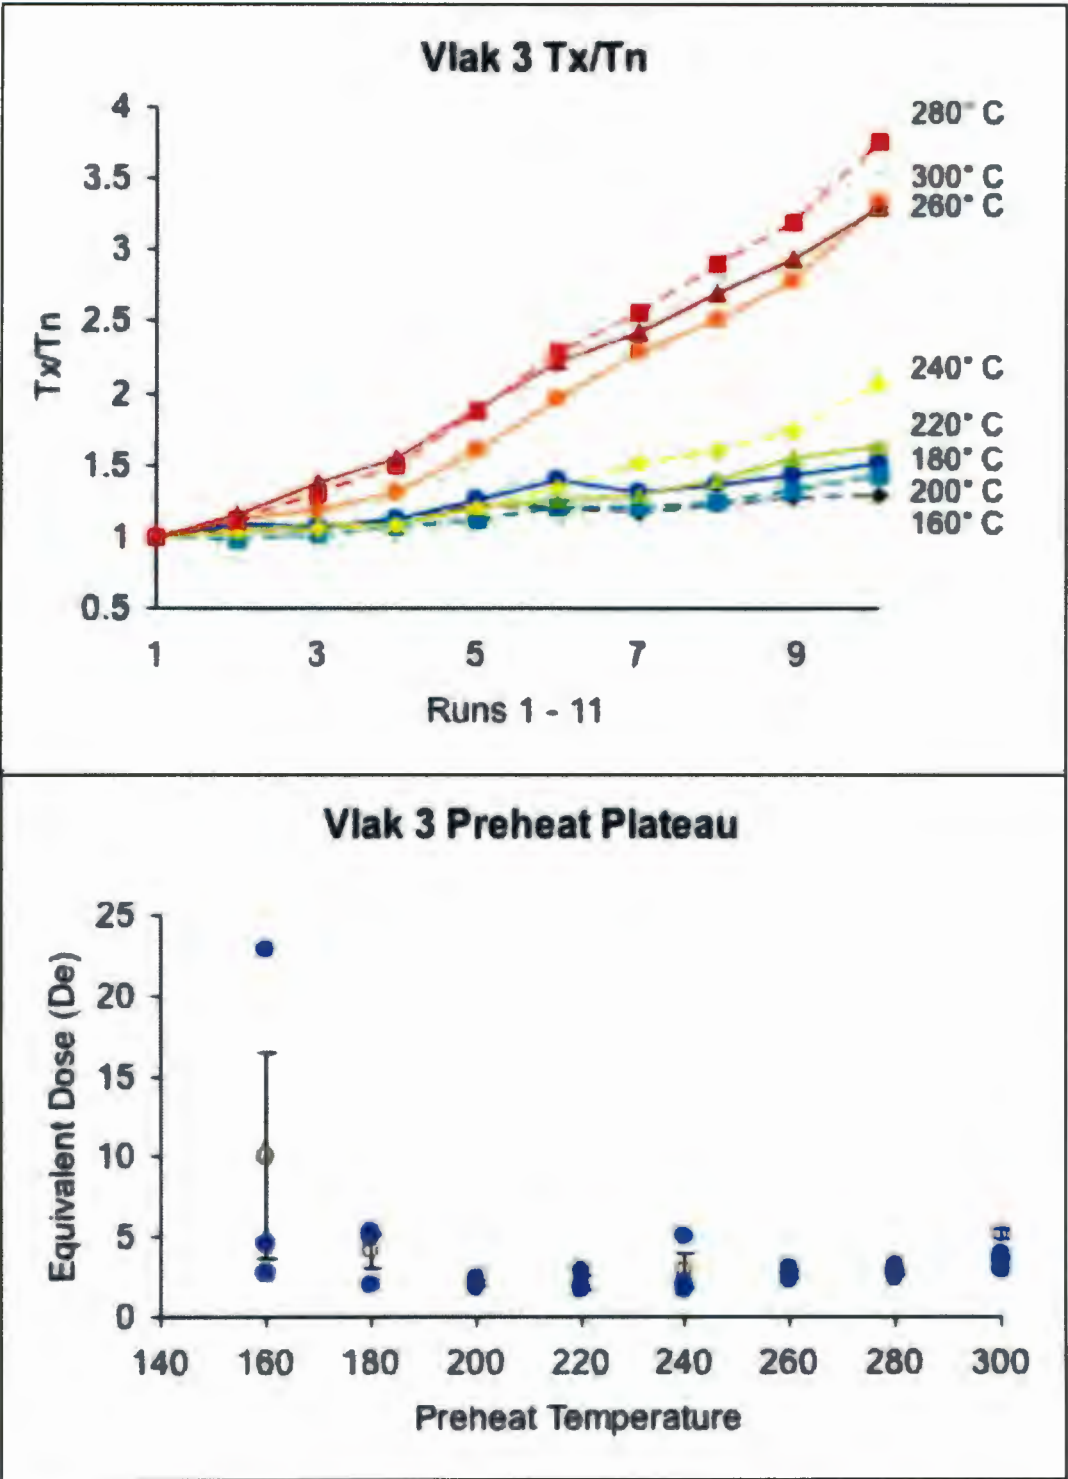 Vlak 3 Tx/Tn
4
3.5
3
2.5
2
1.5
1
0.5
Tx/Tn
280° C
300° C
260° C
240° C
220° C
180° C
200° C
160° C
1 3 5 7 9
Runs 1 - 11
Vlak 3 Preheat Plateau
25
20
15
10
5
0
Equivalent Dose (De)
140 160 180 200 220 240 260 280 300
Preheat Temperature